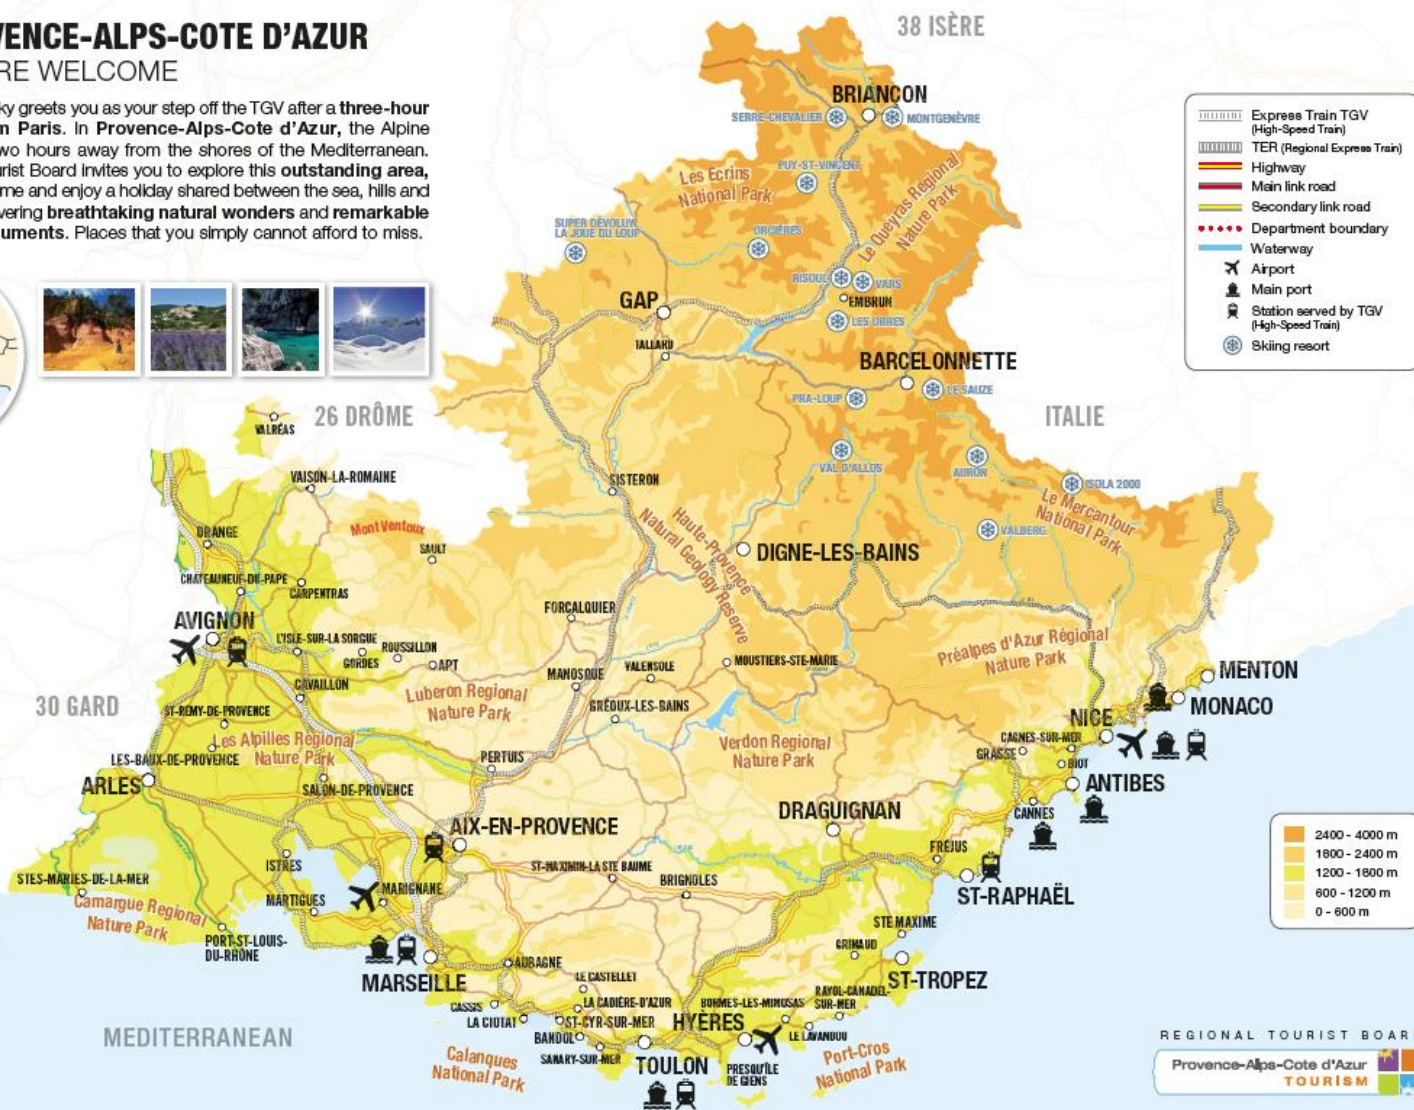 VENCE-ALPS-COTE D'AZUR
RE WELCOME
ky greets you as your step off the TGV after a three-hour
m Paris. In Provence-Alps-Cote d'Azur, the Alpine
wo hours away from the shores of the Mediterranean.
urist Board invites you to explore this outstanding area,
me and enjoy a holiday shared between the sea, hills and
vering breathtaking natural wonders and remarkable
uments. Places that you simply cannot afford to miss.
38 ISÈRE
BRIANCON
SERRE-CHEVALIER
MONTGENÈVRE
PUY-ST-VINCENT
Les Ecrins
National Park
Le Queyras Regional
Nature Park
SUPER DÉVOLUY,
LA JOUE DU LOUP
ORCIÈRES
RISOUL
VARS
EMBRUN
GAP
LES ORRES
TALLARD
BARCELONNETTE
PRA-LOUP
LE SAUZE
ITALIE
26 DRÔME
VALRÉAS
VAL D'ALLOS
AURON
ISOLA 2000
VAISON-LA-ROMAINE
SISTERON
Le Mercantour
National Park
Mont Ventoux
ORANGE
SAULT
Haute-Provence
Natural Geology Reserve
VALBERG
DIGNE-LES-BAINS
CHATEAUNEUF-DU-PAPE
CARPENTRAS
FORCALQUIER
AVIGNON
L'ISLE-SUR-LA SORGUE
ROUSSILLON
GORDES
APT
Préalpes d'Azur Régional
Nature Park
MANOSQUE
VALENSOLE
MOUSTIERS-STE-MARIE
MENTON
CAVAILLON
Luberon Regional
Nature Park
30 GARD
ST-REMY-DE-PROVENCE
GRÉOUX-LES-BAINS
MONACO
NICE
Les Alpilles Régional
Nature Park
Verdon Regional
Nature Park
CAGNES-SUR-MER
GRASSE
LES-BAUX-DE-PROVENCE
PERTUIS
BIOT
ARLES
SALON-DE-PROVENCE
ANTIBES
DRAGUIGNAN
CANNES
AIX-EN-PROVENCE
FRÉJUS
ISTRES
ST-MAXIMIN-LA STE BAUME
BRIGNOLES
STES-MARIES-DE-LA-MER
MARTIGUES
MARIGNANE
ST-RAPHAËL
Camargue Regional
Nature Park
STE MAXIME
PORT-ST-LOUIS-
DU-RHÔNE
GRIMAUD
AUBAGNE
MARSEILLE
ST-TROPEZ
LE CASTELLET
RAYOL-CANADEL-
SUR-MER
CASSIS
LA CADIÈRE-D'AZUR
BORMES-LES-MIMOSAS
LA CIOTAT
ST-CYR-SUR-MER
HYÈRES
MEDITERRANEAN
BANDOL
LE LAVANDOU
Calanques
National Park
SANARY-SUR-MER
TOULON
PRESQU'ÎLE
DE GIENS
Port-Cros
National Park
Express Train TGV
(High-Speed Train)
TER (Regional Express Train)
Highway
Main link road
Secondary link road
Department boundary
Waterway
Airport
Main port
Station served by TGV
(High-Speed Train)
Skiing resort
2400 - 4000 m
1800 - 2400 m
1200 - 1800 m
600 - 1200 m
0 - 600 m
REGIONAL TOURIST BOAR
Provence-Alps-Cote d'Azur
TOURISM